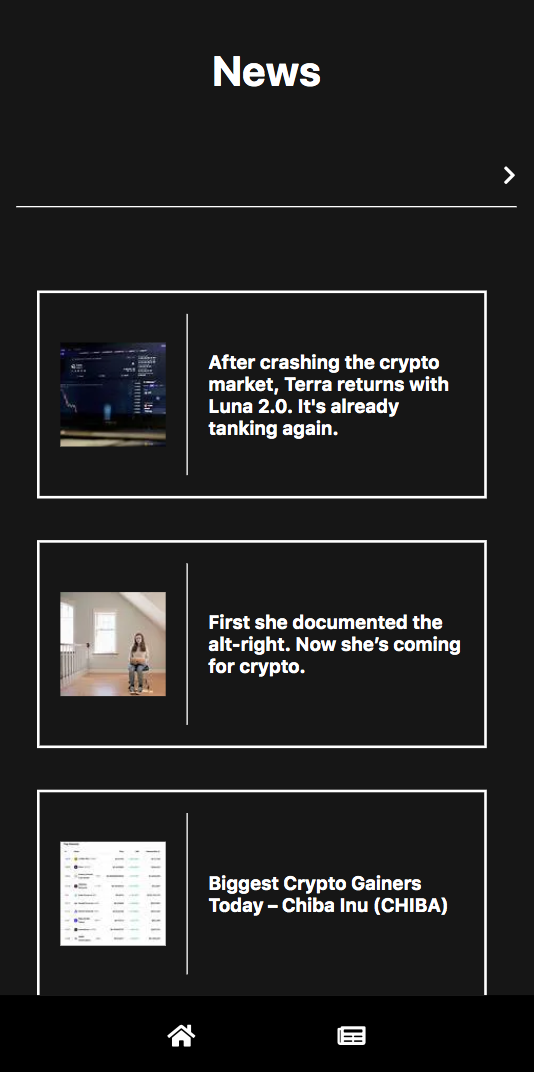 News
After crashing the crypto
market, Terra returns with
Luna 2.0. It's already
tanking again.
First she documented the
alt-right. Now she’s coming
for crypto.
Biggest Crypto Gainers
Today – Chiba Inu (CHIBA)